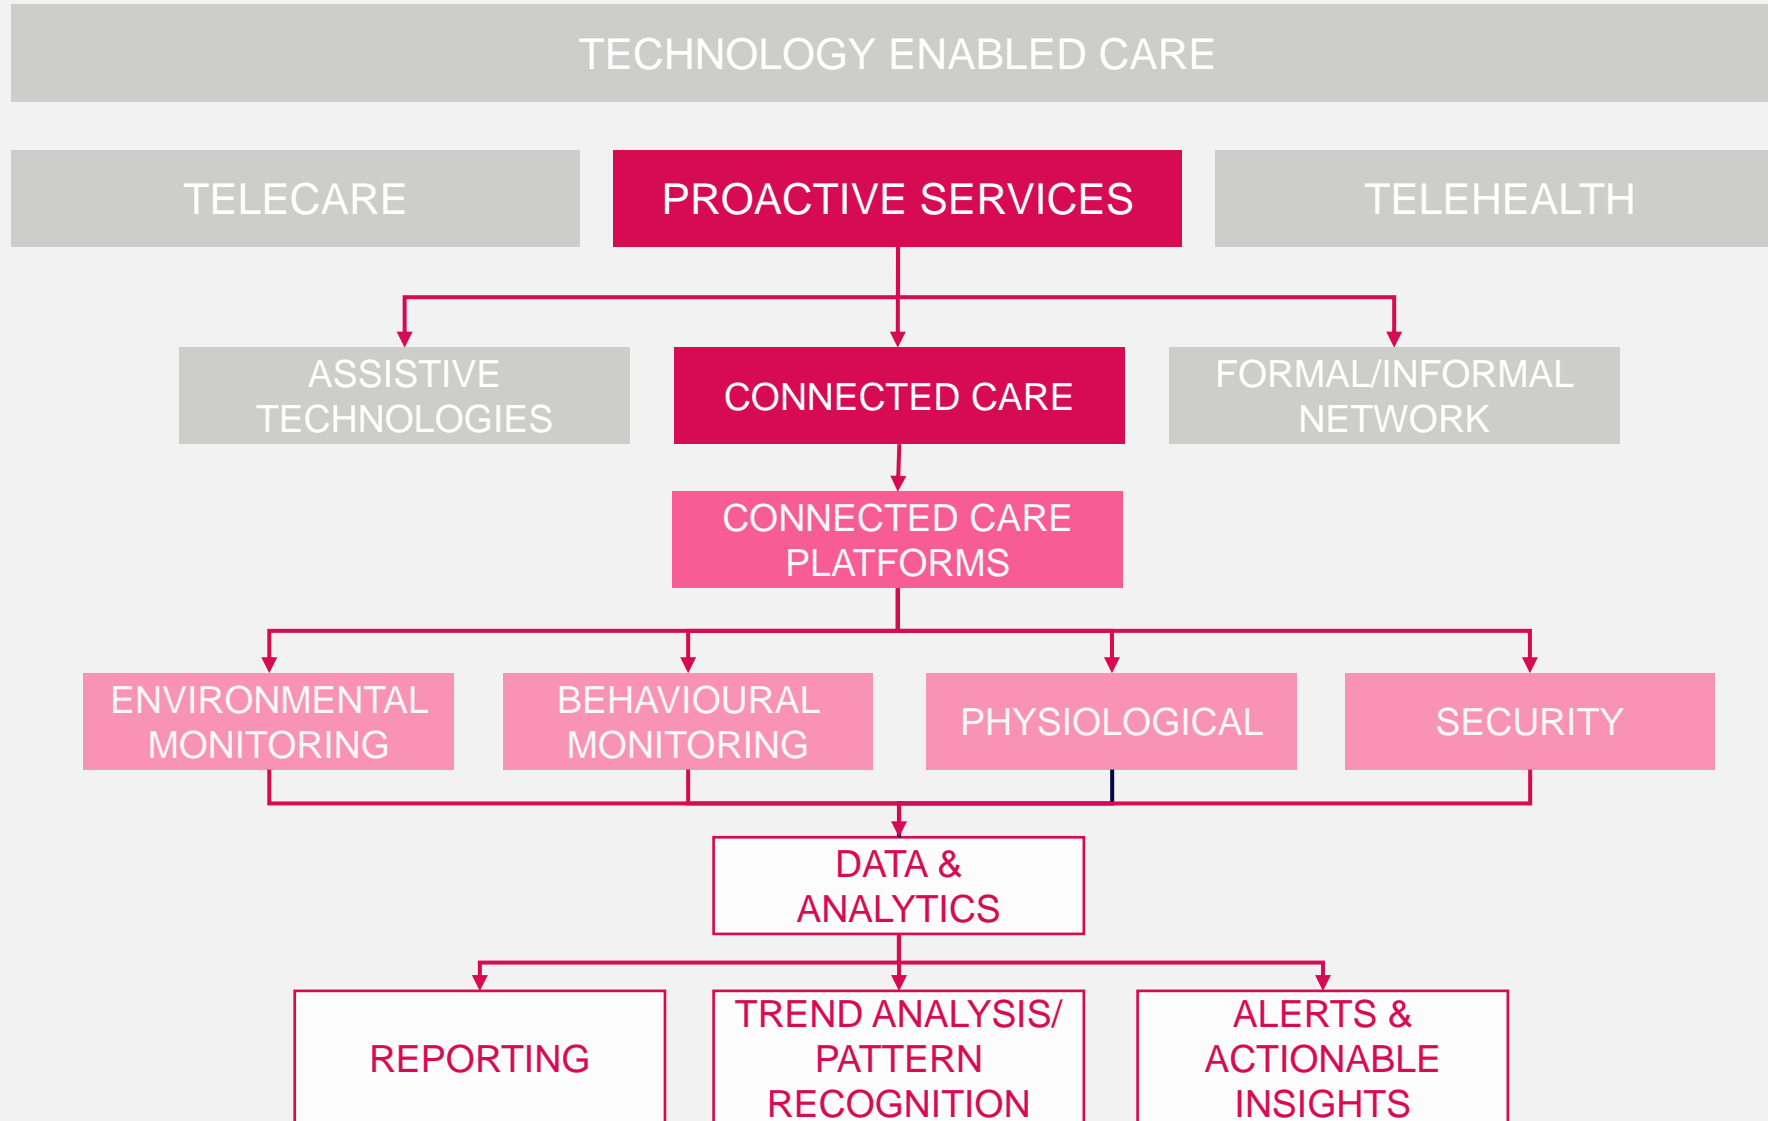 TECHNOLOGY ENABLED CARE
TELECARE
PROACTIVE SERVICES
TELEHEALTH
ASSISTIVE
TECHNOLOGIES
CONNECTED CARE
FORMAL/INFORMAL
NETWORK
CONNECTED CARE
PLATFORMS
ENVIRONMENTAL
MONITORING
BEHAVIOURAL
MONITORING
PHYSIOLOGICAL
SECURITY
DATA &
ANALYTICS
REPORTING
TREND ANALYSIS/
PATTERN
RECOGNITION
ALERTS &
ACTIONABLE
INSIGHTS